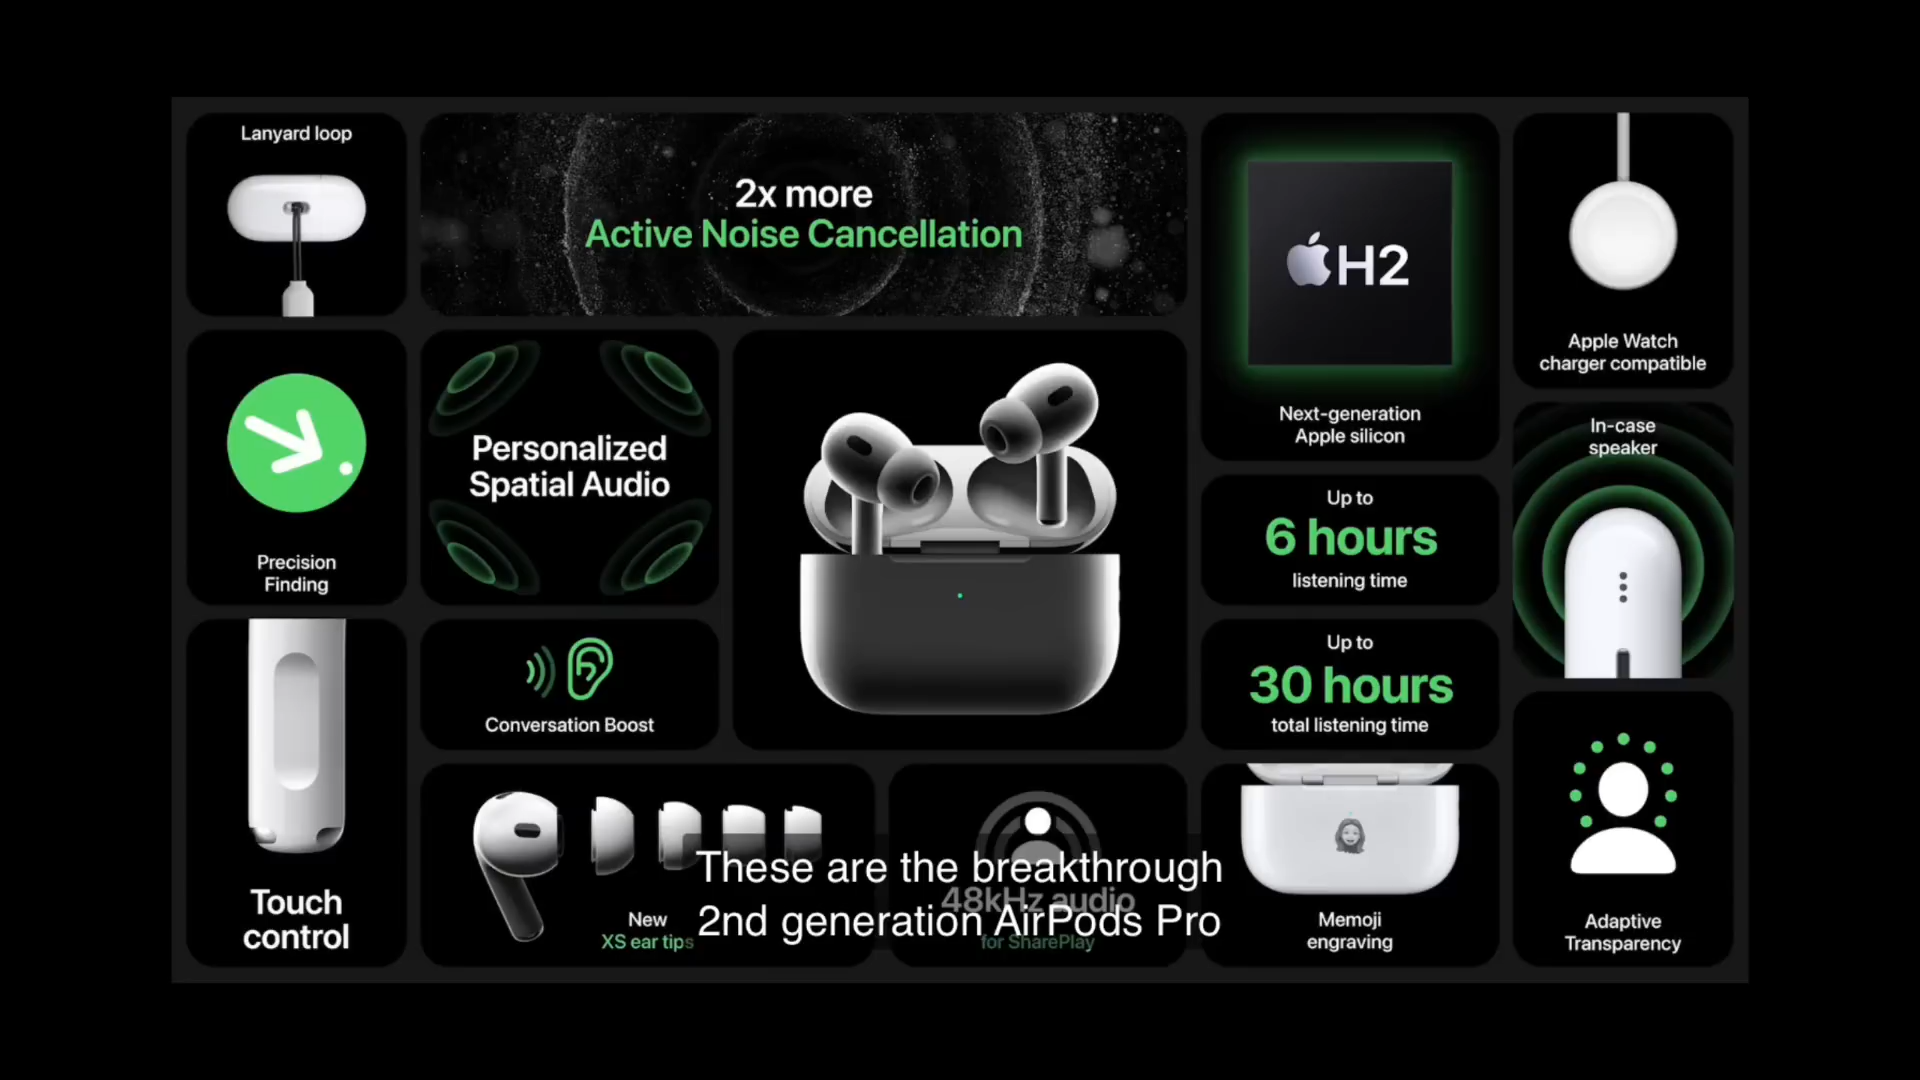 Lanyard loop
2x more
Active Noise Cancellation
H2
Next-generation
Apple silicon
Apple Watch
charger compatible
Precision
Finding
Personalized
Spatial Audio
Up to
6 hours
listening time
In-case
speaker
Touch
control
Conversation Boost
Up to
30 hours
total listening time
New
XS ear tips
48kHz audio
for SharePlay
Memoji
engraving
Adaptive
Transparency
These are the breakthrough
2nd generation AirPods Pro